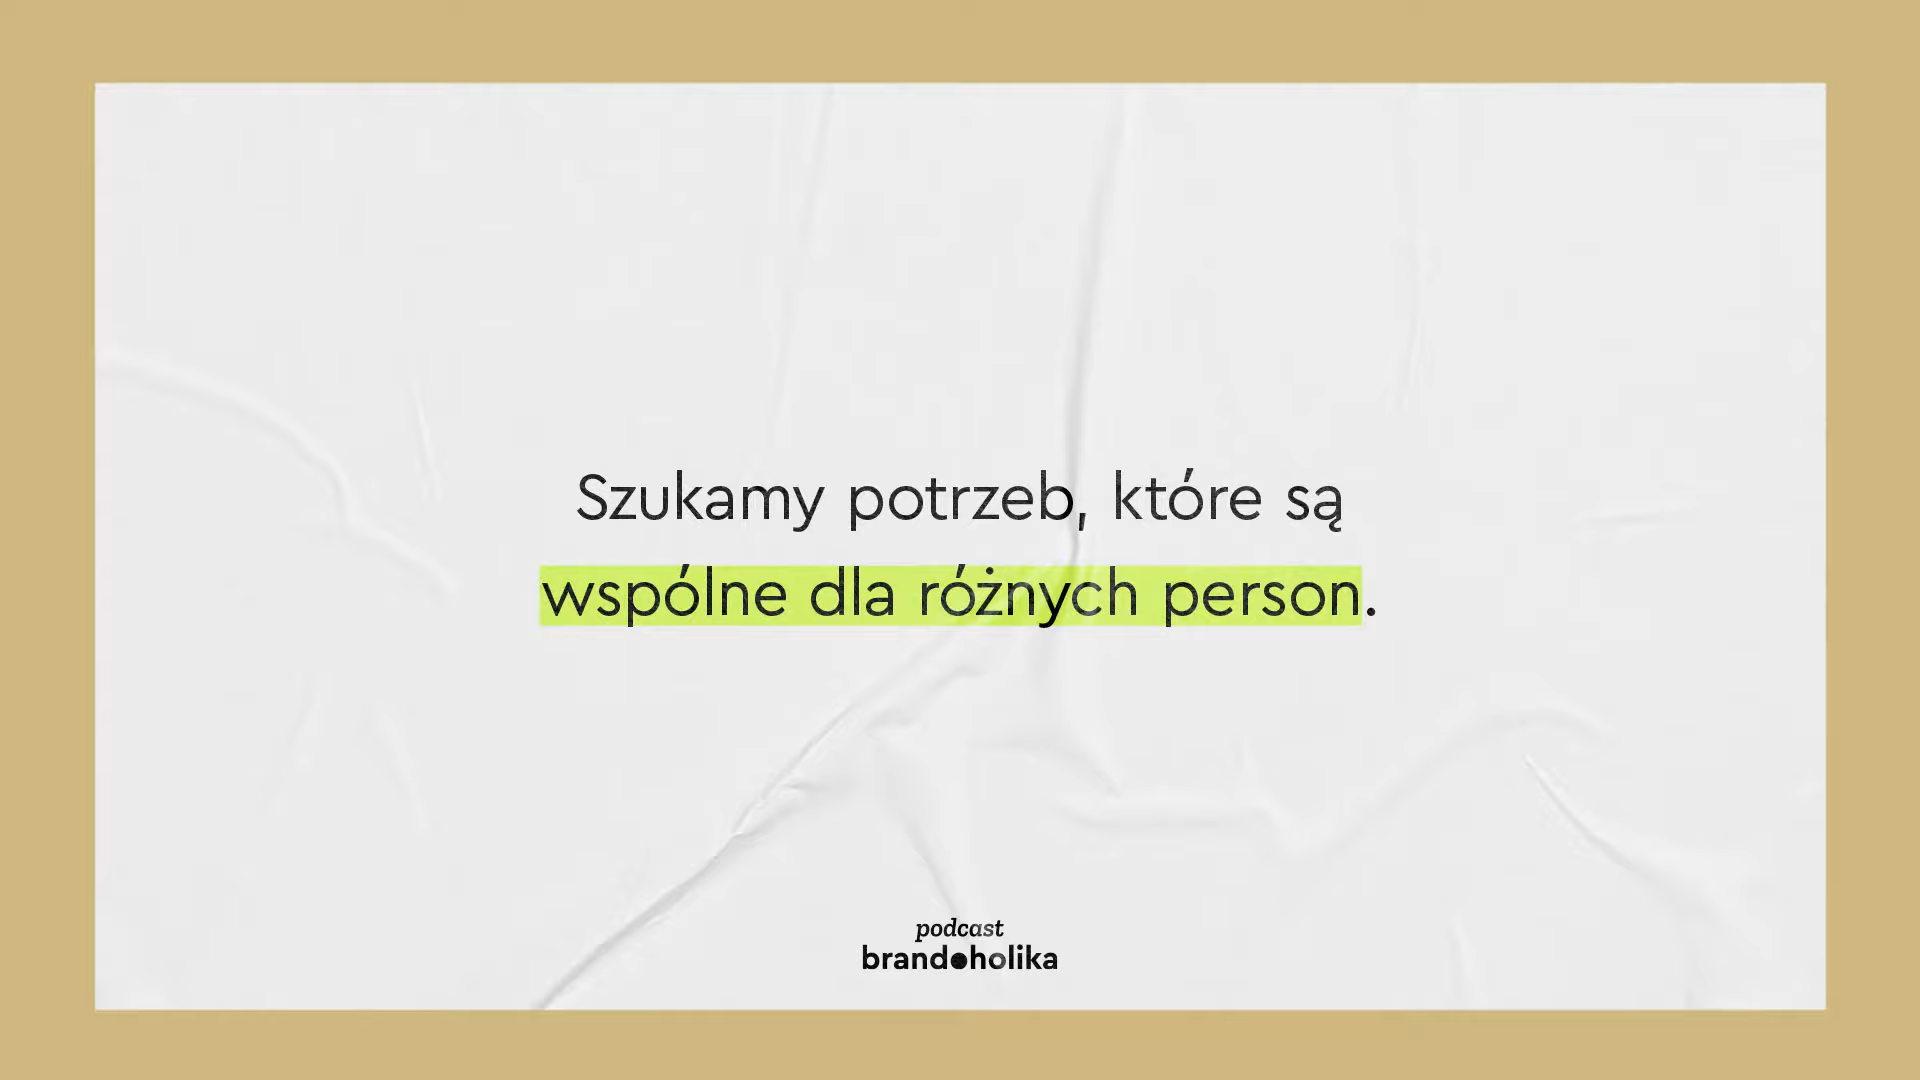 Szukamy potrzeb, które są
wspólne dla różnych person.
podcast
brandoholika